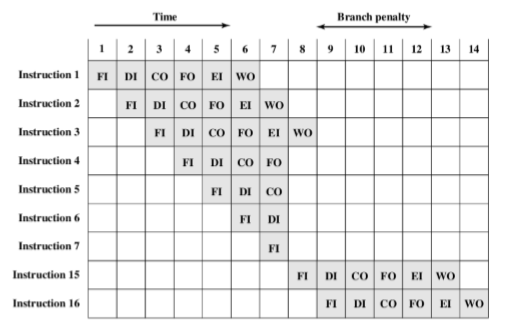 Time Branch penalty
1 2 3 4 5 6 7 8 9 10 11 12 13 14
Instruction 1 FI DI CO FO EI WO
Instruction 2 FI DI CO FO EI WO
Instruction 3 FI DI CO FO EI WO
Instruction 4 FI DI CO FO
Instruction 5 FI DI CO
Instruction 6 FI DI
Instruction 7 FI
Instruction 15 FI DI CO FO EI WO
Instruction 16 FI DI CO FO EI WO